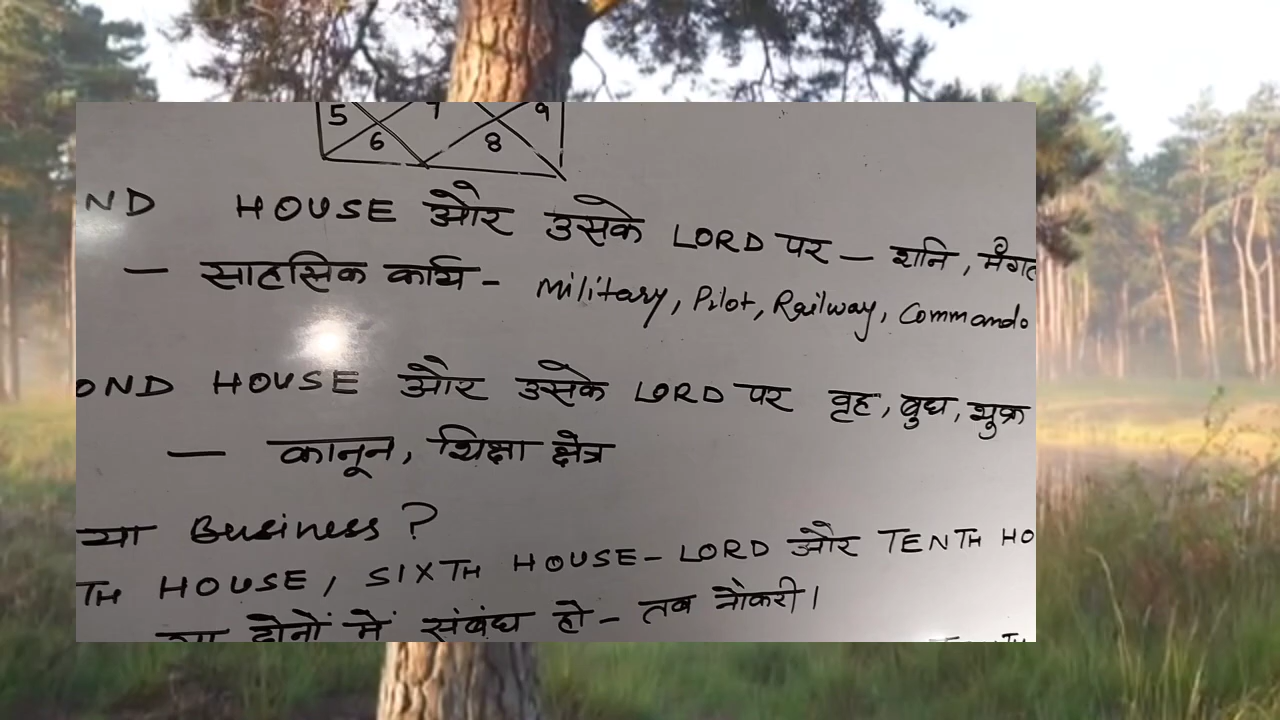 5 7 9
6 8
ND HOUSE और उसके LORD पर – शनि, मँगल
– साहसिक कार्य - Military, Pilot, Railway, Commando
OND HOUSE और उसके LORD पर वृह, बुध, शुक्र
– कानून, शिक्षा क्षेत्र
या Business?
TH HOUSE, SIXTH HOUSE-LORD और TENTH HO
या दोनों में संबंध हो - तब नौकरी।